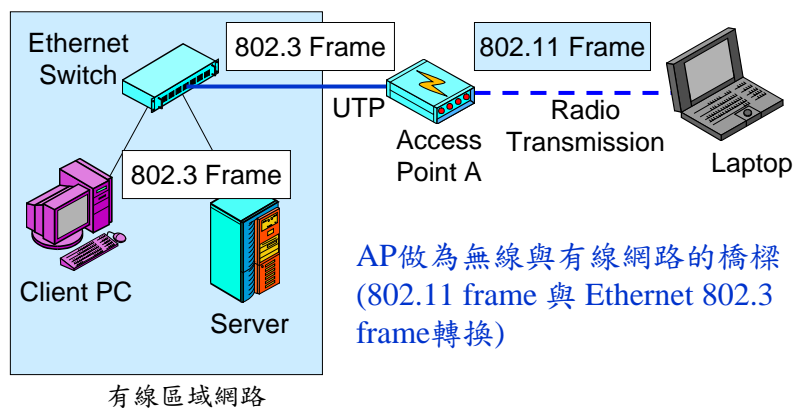 Ethernet
Switch
802.3 Frame
802.11 Frame
UTP
Radio
Transmission
Access
Point A
Laptop
802.3 Frame
Client PC
Server
AP做為無線與有線網路的橋樑
(802.11 frame 與 Ethernet 802.3
frame轉換)
有線區域網路